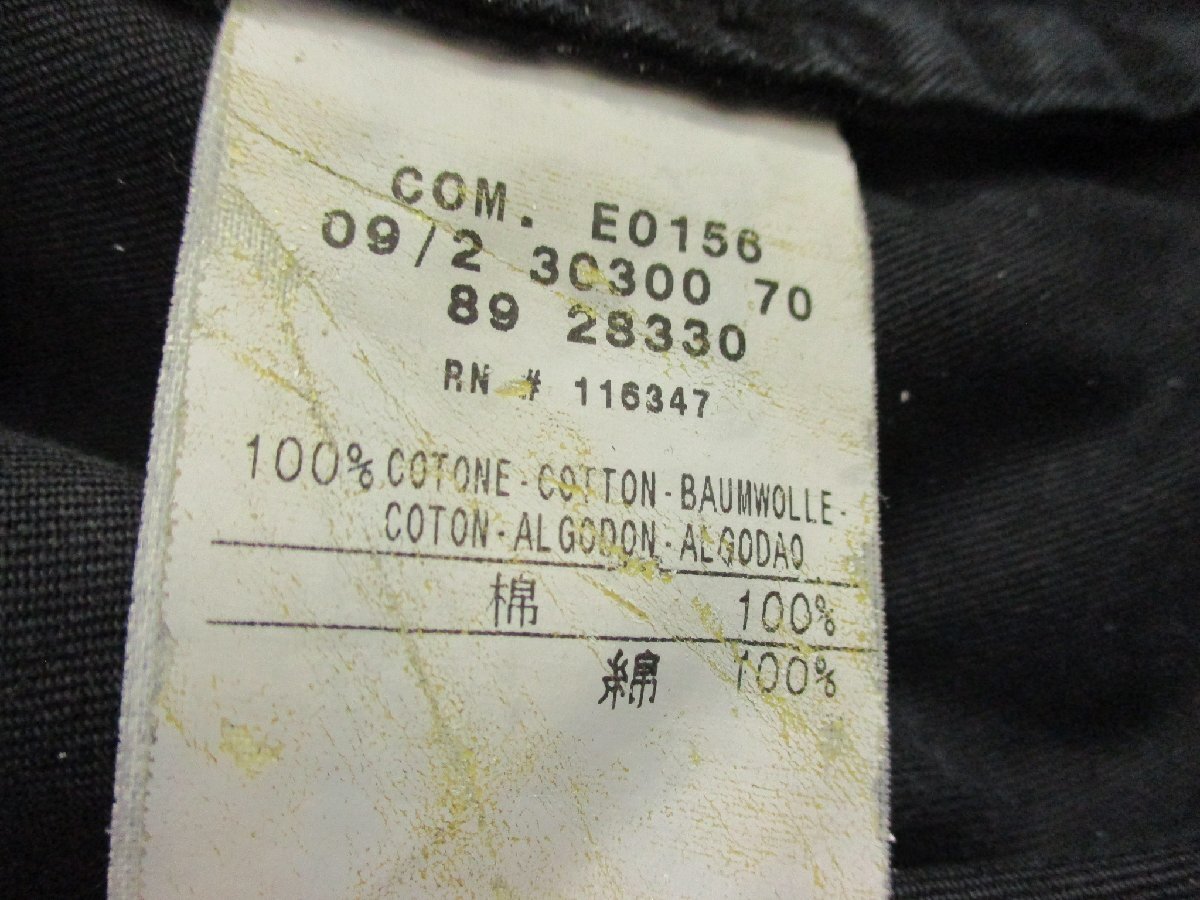 COM. E0156
09/2 30300 70
89 28330
RN # 116347
100% COTONE-COTTON-BAUMWOLLE-
COTON-ALGODON-ALGODAO
棉 100%
綿 100%